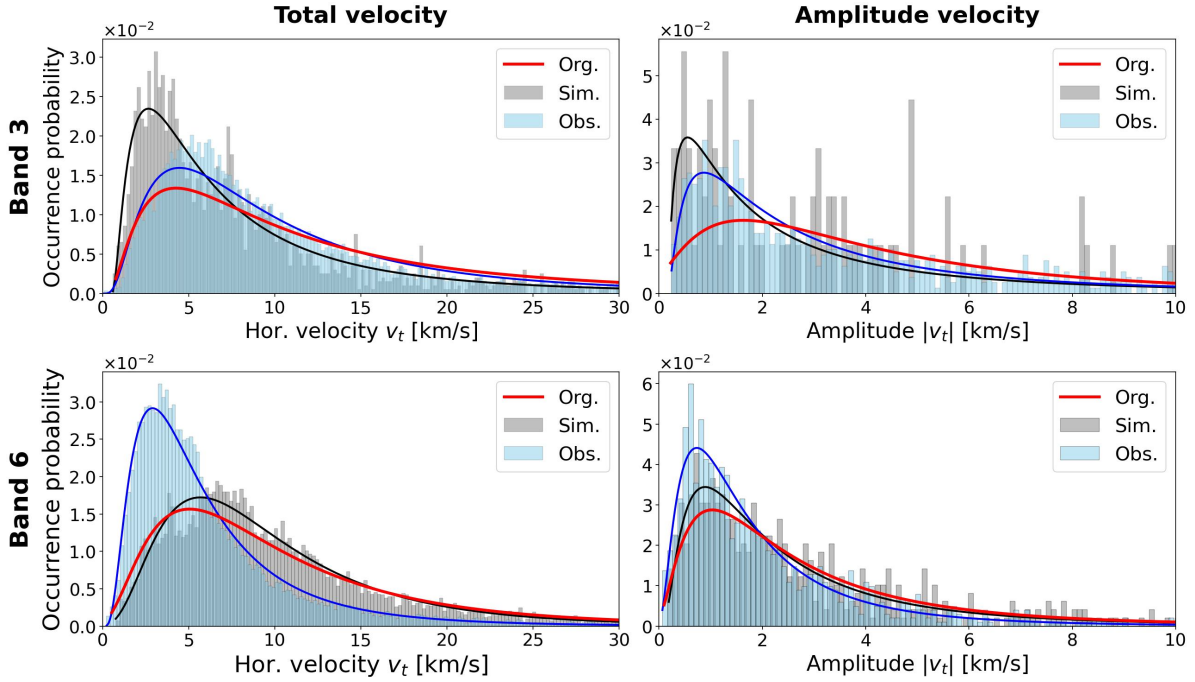 Total velocity
Amplitude velocity
Band 3
×10⁻²
Occurrence probability
3.0
2.5
2.0
1.5
1.0
0.5
0.0
0 5 10 15 20 25 30
Hor. velocity vₜ [km/s]
Org.
Sim.
Obs.
×10⁻²
5
4
3
2
1
0
0 2 4 6 8 10
Amplitude |vₜ| [km/s]
Org.
Sim.
Obs.
Band 6
×10⁻²
Occurrence probability
3.0
2.5
2.0
1.5
1.0
0.5
0.0
0 5 10 15 20 25 30
Hor. velocity vₜ [km/s]
Org.
Sim.
Obs.
×10⁻²
6
5
4
3
2
1
0
0 2 4 6 8 10
Amplitude |vₜ| [km/s]
Org.
Sim.
Obs.